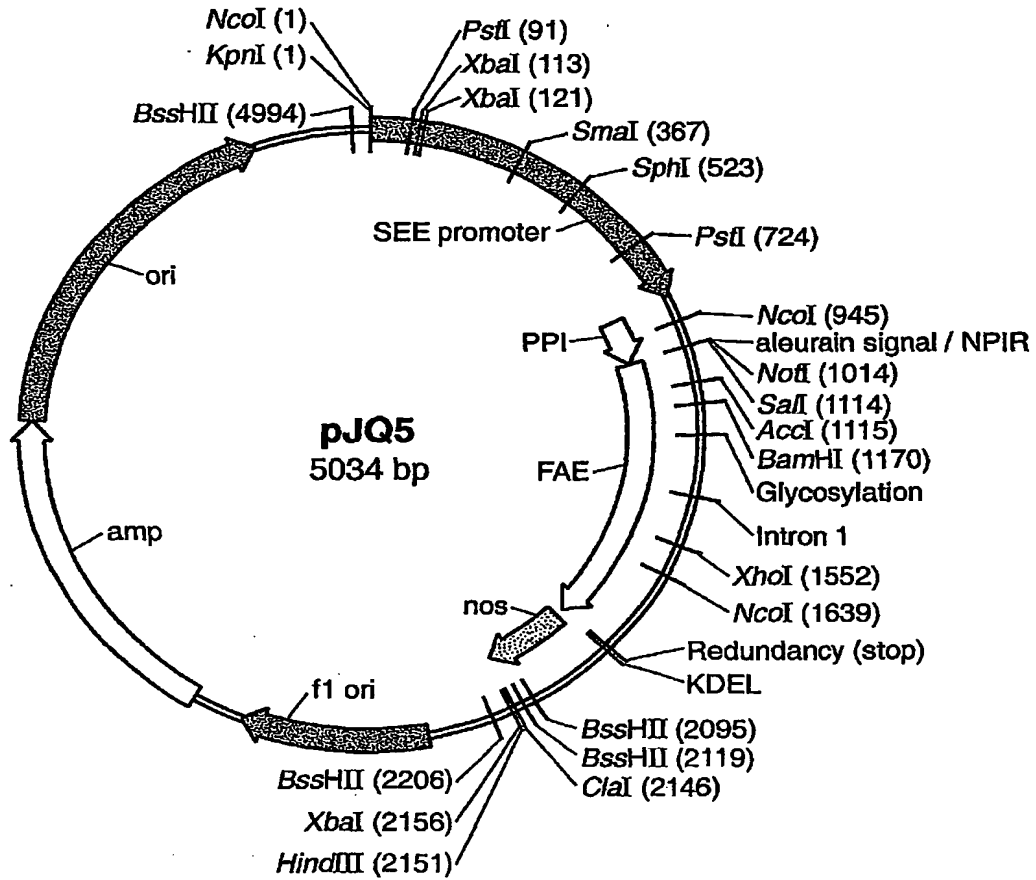 NcoI (1)
KpnI (1)
BssHII (4994)
PstI (91)
XbaI (113)
XbaI (121)
SmaI (367)
SphI (523)
SEE promoter
PstI (724)
ori
NcoI (945)
PPI
aleurain signal / NPIR
NotI (1014)
SalI (1114)
AccI (1115)
BamHI (1170)
pJQ5
5034 bp
FAE
Glycosylation
amp
Intron 1
XhoI (1552)
NcoI (1639)
nos
Redundancy (stop)
KDEL
f1 ori
BssHII (2095)
BssHII (2119)
ClaI (2146)
BssHII (2206)
XbaI (2156)
HindIII (2151)